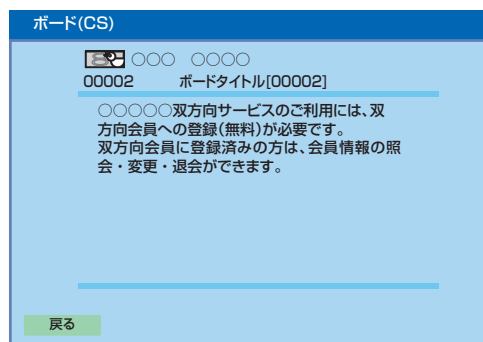 ボード(CS)
○○○ ○○○○
00002 ボードタイトル[00002]
○○○○○双方向サービスのご利用には、双
方向会員への登録(無料)が必要です。
双方向会員に登録済みの方は、会員情報の照
会・変更・退会ができます。
戻る